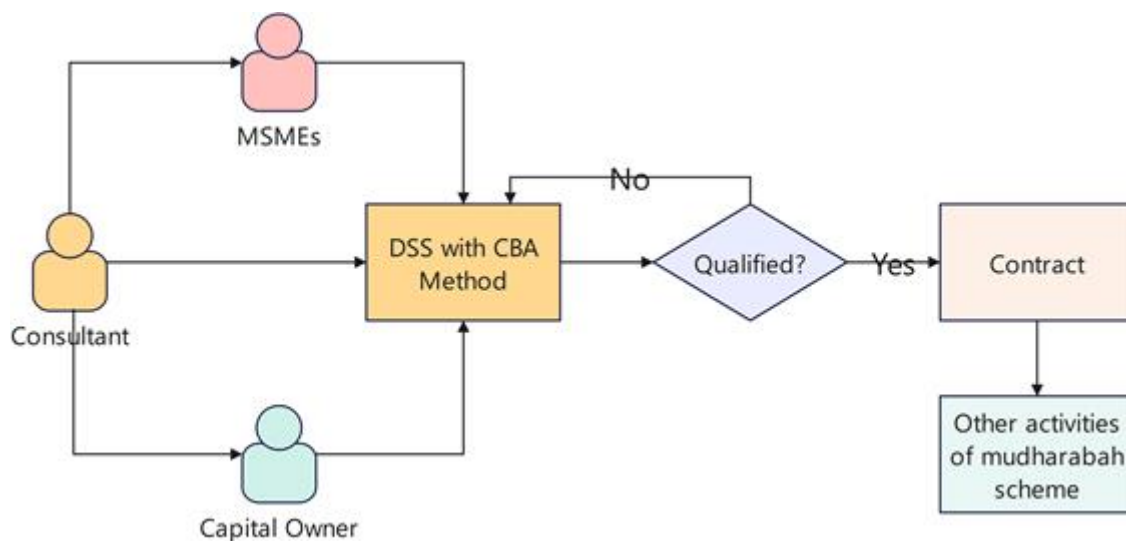 MSMEs
No
DSS with CBA
Method
Qualified?
Yes
Contract
Consultant
Other activities
of mudharabah
scheme
Capital Owner